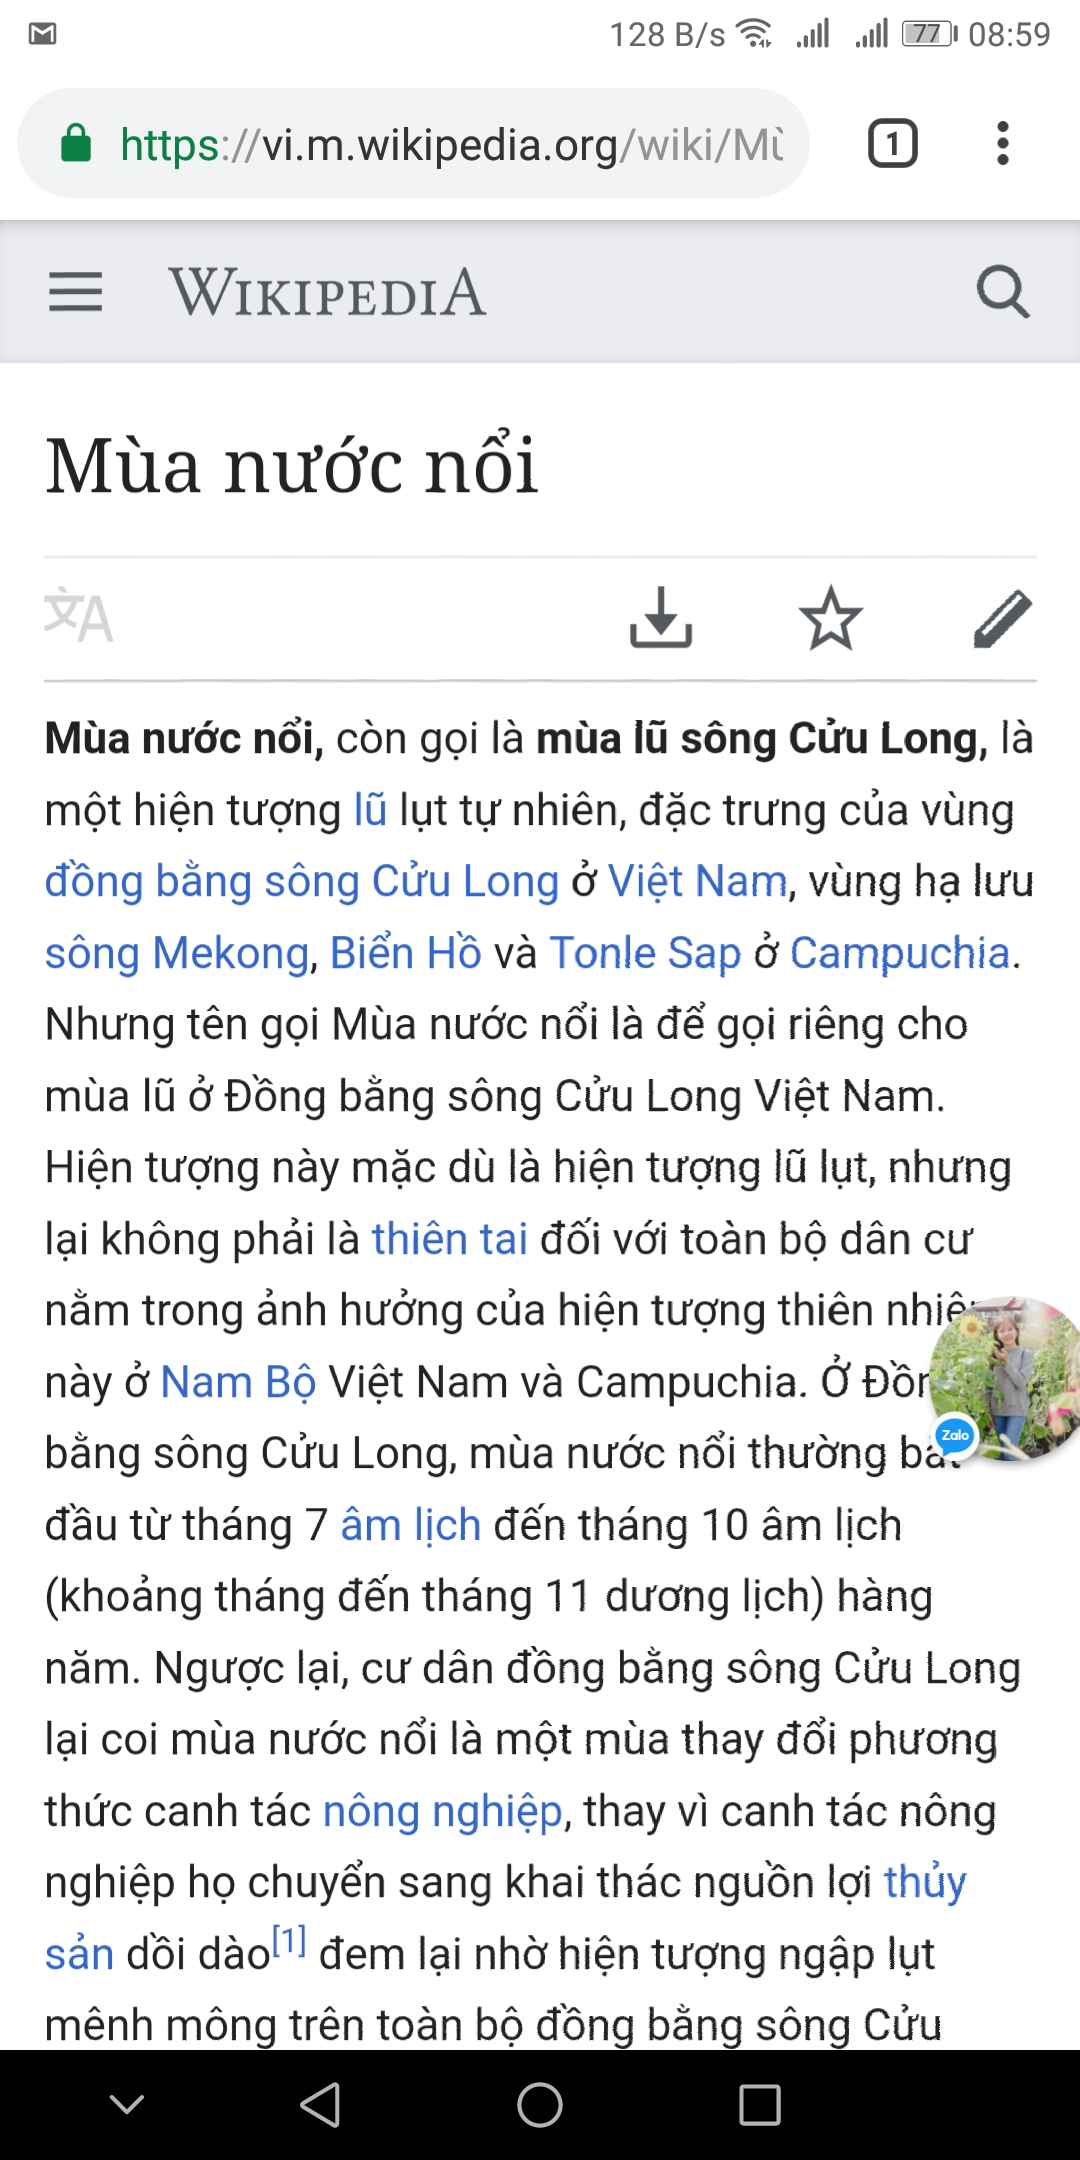 128 B/s 77 08:59
https://vi.m.wikipedia.org/wiki/Mù
1
WIKIPEDIA
Mùa nước nổi
文A
Mùa nước nổi, còn gọi là mùa lũ sông Cửu Long, là
một hiện tượng lũ lụt tự nhiên, đặc trưng của vùng
đồng bằng sông Cửu Long ở Việt Nam, vùng hạ lưu
sông Mekong, Biển Hồ và Tonle Sap ở Campuchia.
Nhưng tên gọi Mùa nước nổi là để gọi riêng cho
mùa lũ ở Đồng bằng sông Cửu Long Việt Nam.
Hiện tượng này mặc dù là hiện tượng lũ lụt, nhưng
lại không phải là thiên tai đối với toàn bộ dân cư
nằm trong ảnh hưởng của hiện tượng thiên
này ở Nam Bộ Việt Nam và Campuchia. Ở
Zalo
bằng sông Cửu Long, mùa nước nổi thường
đầu từ tháng 7 âm lịch đến tháng 10 âm lịch
(khoảng tháng đến tháng 11 dương lịch) hàng
năm. Ngược lại, cư dân đồng bằng sông Cửu Long
lại coi mùa nước nổi là một mùa thay đổi phương
thức canh tác nông nghiệp, thay vì canh tác nông
nghiệp họ chuyển sang khai thác nguồn lợi thủy
sản dồi dào[1] đem lại nhờ hiện tượng ngập lụt
mênh mông trên toàn bộ đồng bằng sông Cửu